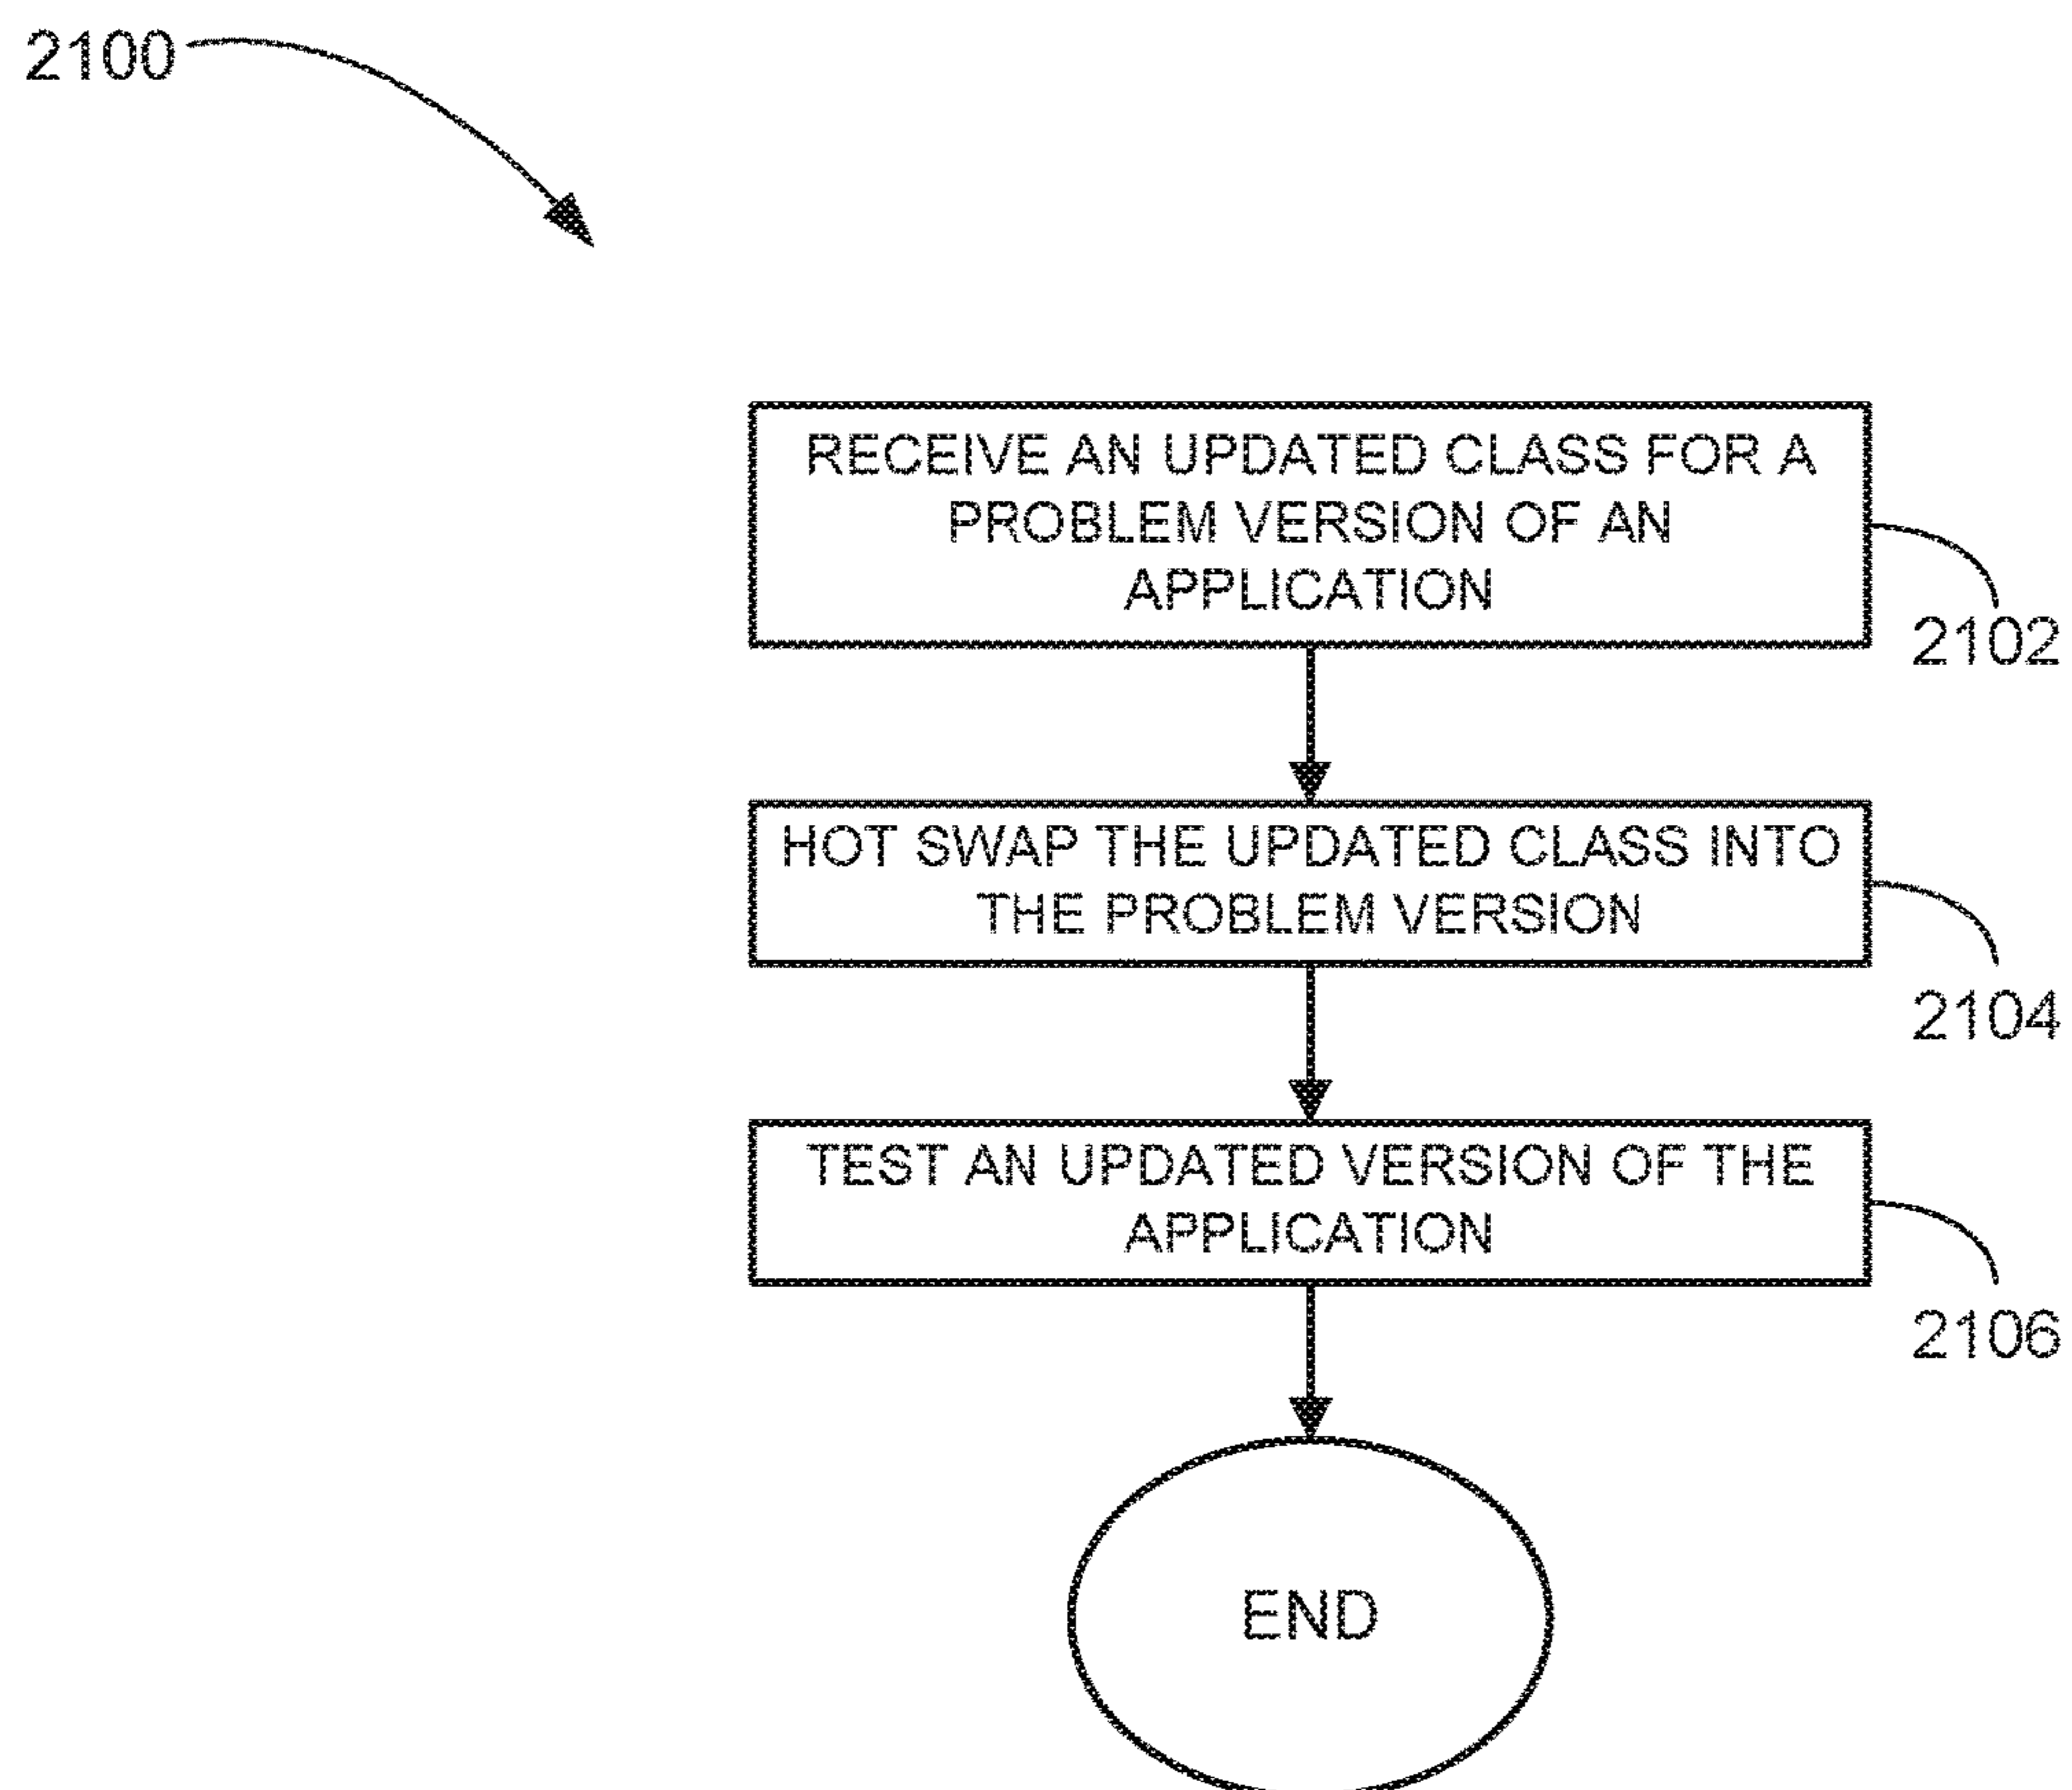 2100
RECEIVE AN UPDATED CLASS FOR A
PROBLEM VERSION OF AN
APPLICATION
2102
HOT SWAP THE UPDATED CLASS INTO
THE PROBLEM VERSION
2104
TEST AN UPDATED VERSION OF THE
APPLICATION
2106
END